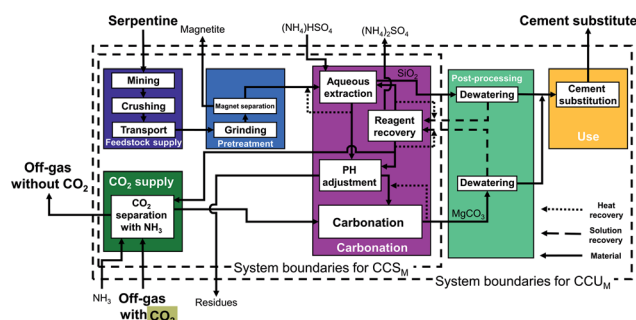 Serpentine
Magnetite
(NH₄)HSO₄
(NH₄)₂SO₄
Cement substitute
Mining
Crushing
Transport
Feedstock supply
Magnet separation
Grinding
Pretreatment
Aqueous
extraction
SiO₂
Reagent
recovery
PH
adjustment
Carbonation
Carbonation
Post-processing
Dewatering
Dewatering
MgCO₃
Cement
substitution
Use
Off-gas
without CO₂
CO₂ supply
CO₂
separation
with NH₃
Heat
recovery
Solution
recovery
Material
System boundaries for CCS_M
System boundaries for CCU_M
NH₃
Off-gas
with CO₂
Residues